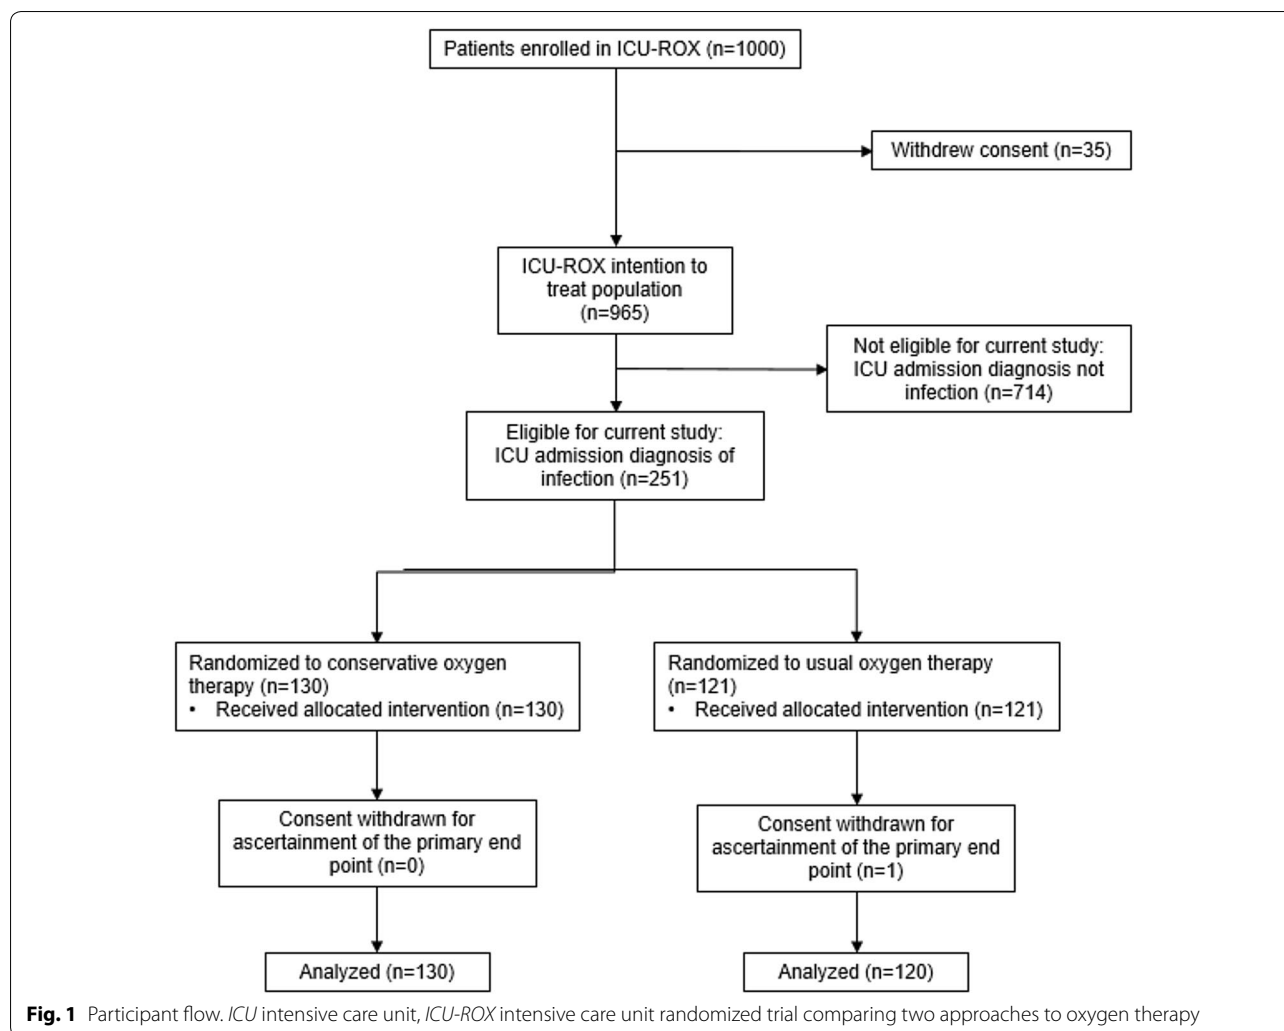 Patients enrolled in ICU-ROX (n=1000)
Withdrew consent (n=35)
ICU-ROX intention to
treat population
(n=965)
Not eligible for current study:
ICU admission diagnosis not
infection (n=714)
Eligible for current study:
ICU admission diagnosis of
infection (n=251)
Randomized to conservative oxygen
therapy (n=130)
• Received allocated intervention (n=130)
Randomized to usual oxygen therapy
(n=121)
• Received allocated intervention (n=121)
Consent withdrawn for
ascertainment of the primary end
point (n=0)
Consent withdrawn for
ascertainment of the primary end
point (n=1)
Analyzed (n=130)
Analyzed (n=120)
Fig. 1 Participant flow. ICU intensive care unit, ICU-ROX intensive care unit randomized trial comparing two approaches to oxygen therapy